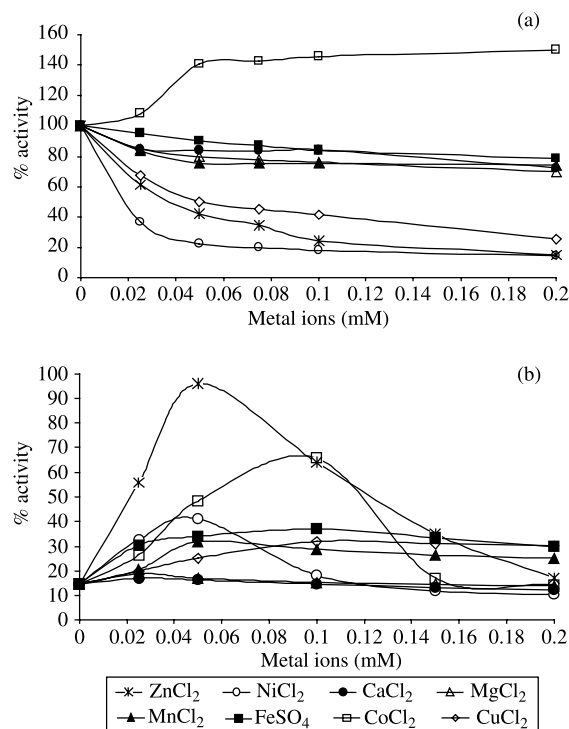 (a)
160
140
120
100
80
60
40
20
0
% activity
0 0.02 0.04 0.06 0.08 0.1 0.12 0.14 0.16 0.18 0.2
Metal ions (mM)
(b)
100
90
80
70
60
50
40
30
20
10
0
% activity
0 0.02 0.04 0.06 0.08 0.1 0.12 0.14 0.16 0.18 0.2
Metal ions (mM)
ZnCl₂ NiCl₂ CaCl₂ MgCl₂
MnCl₂ FeSO₄ CoCl₂ CuCl₂